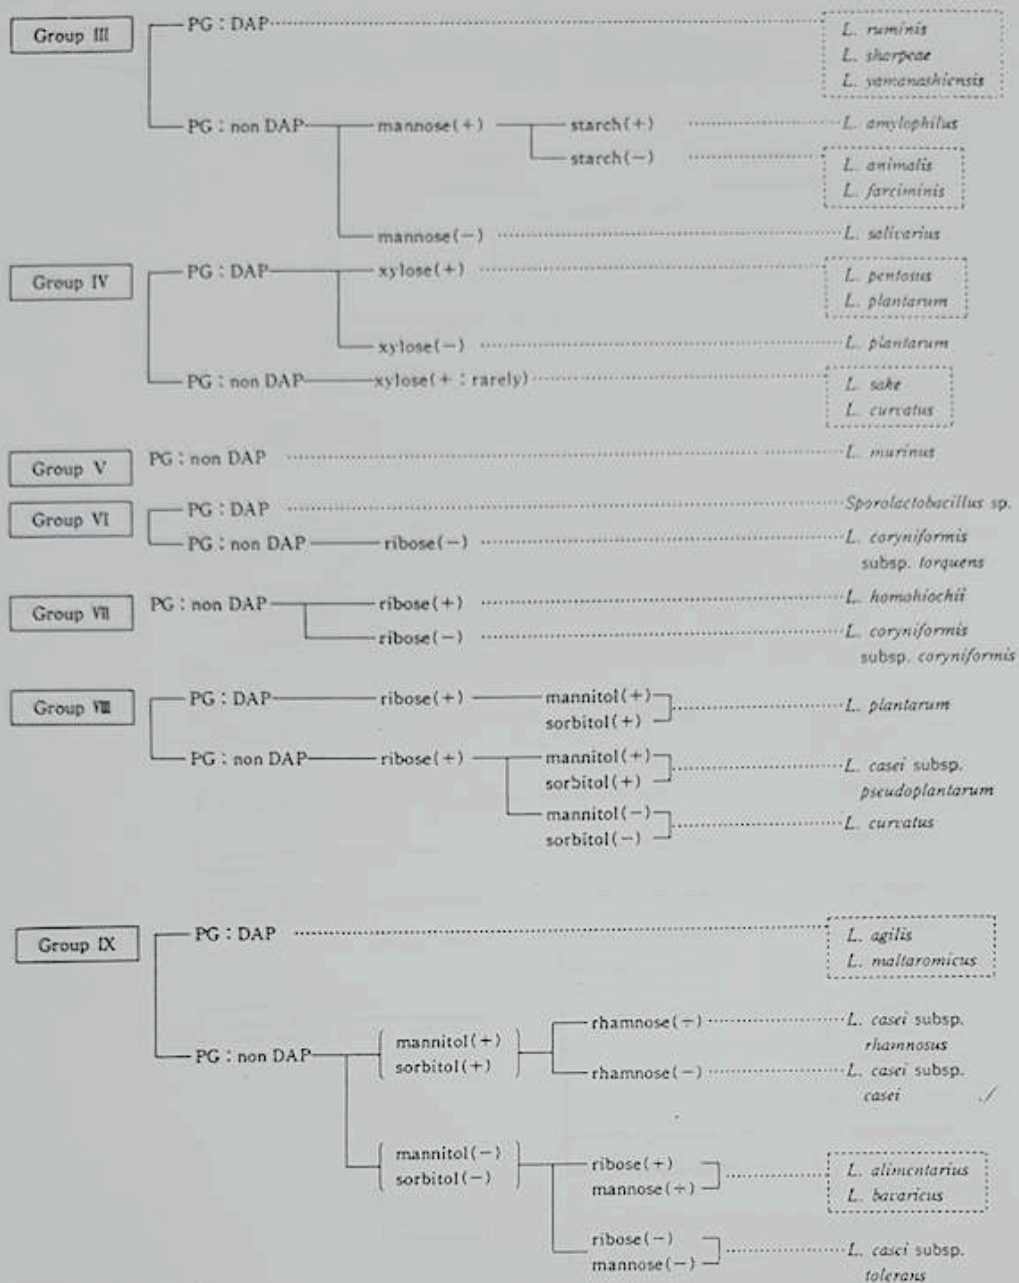 Group III
PG : DAP
L. ruminis
L. sharpeae
L. yamanashiensis
PG : non DAP
mannose(+)
starch(+)
L. amylophilus
starch(-)
L. animalis
L. farciminis
mannose(-)
L. salivarius
Group IV
PG : DAP
xylose(+)
L. pentosus
L. plantarum
xylose(-)
L. plantarum
PG : non DAP
xylose(+ : rarely)
L. sake
L. curvatus
Group V
PG : non DAP
L. murinus
Group VI
PG : DAP
Sporolactobacillus sp.
PG : non DAP
ribose(-)
L. coryniformis
subsp. torquens
Group VII
PG : non DAP
ribose(+)
L. homohiochii
ribose(-)
L. coryniformis
subsp. coryniformis
Group VIII
PG : DAP
ribose(+)
mannitol(+)
sorbitol(+)
L. plantarum
PG : non DAP
ribose(+)
mannitol(+)
sorbitol(+)
L. casei subsp.
pseudoplantarum
mannitol(-)
sorbitol(-)
L. curvatus
Group IX
PG : DAP
L. agilis
L. maltaromicus
PG : non DAP
mannitol(+)
sorbitol(+)
rhamnose(+)
L. casei subsp.
rhamnosus
rhamnose(-)
L. casei subsp.
casei
mannitol(-)
sorbitol(-)
ribose(+)
mannose(+)
L. alimentarius
L. bavaricus
ribose(-)
mannose(-)
L. casei subsp.
tolerans